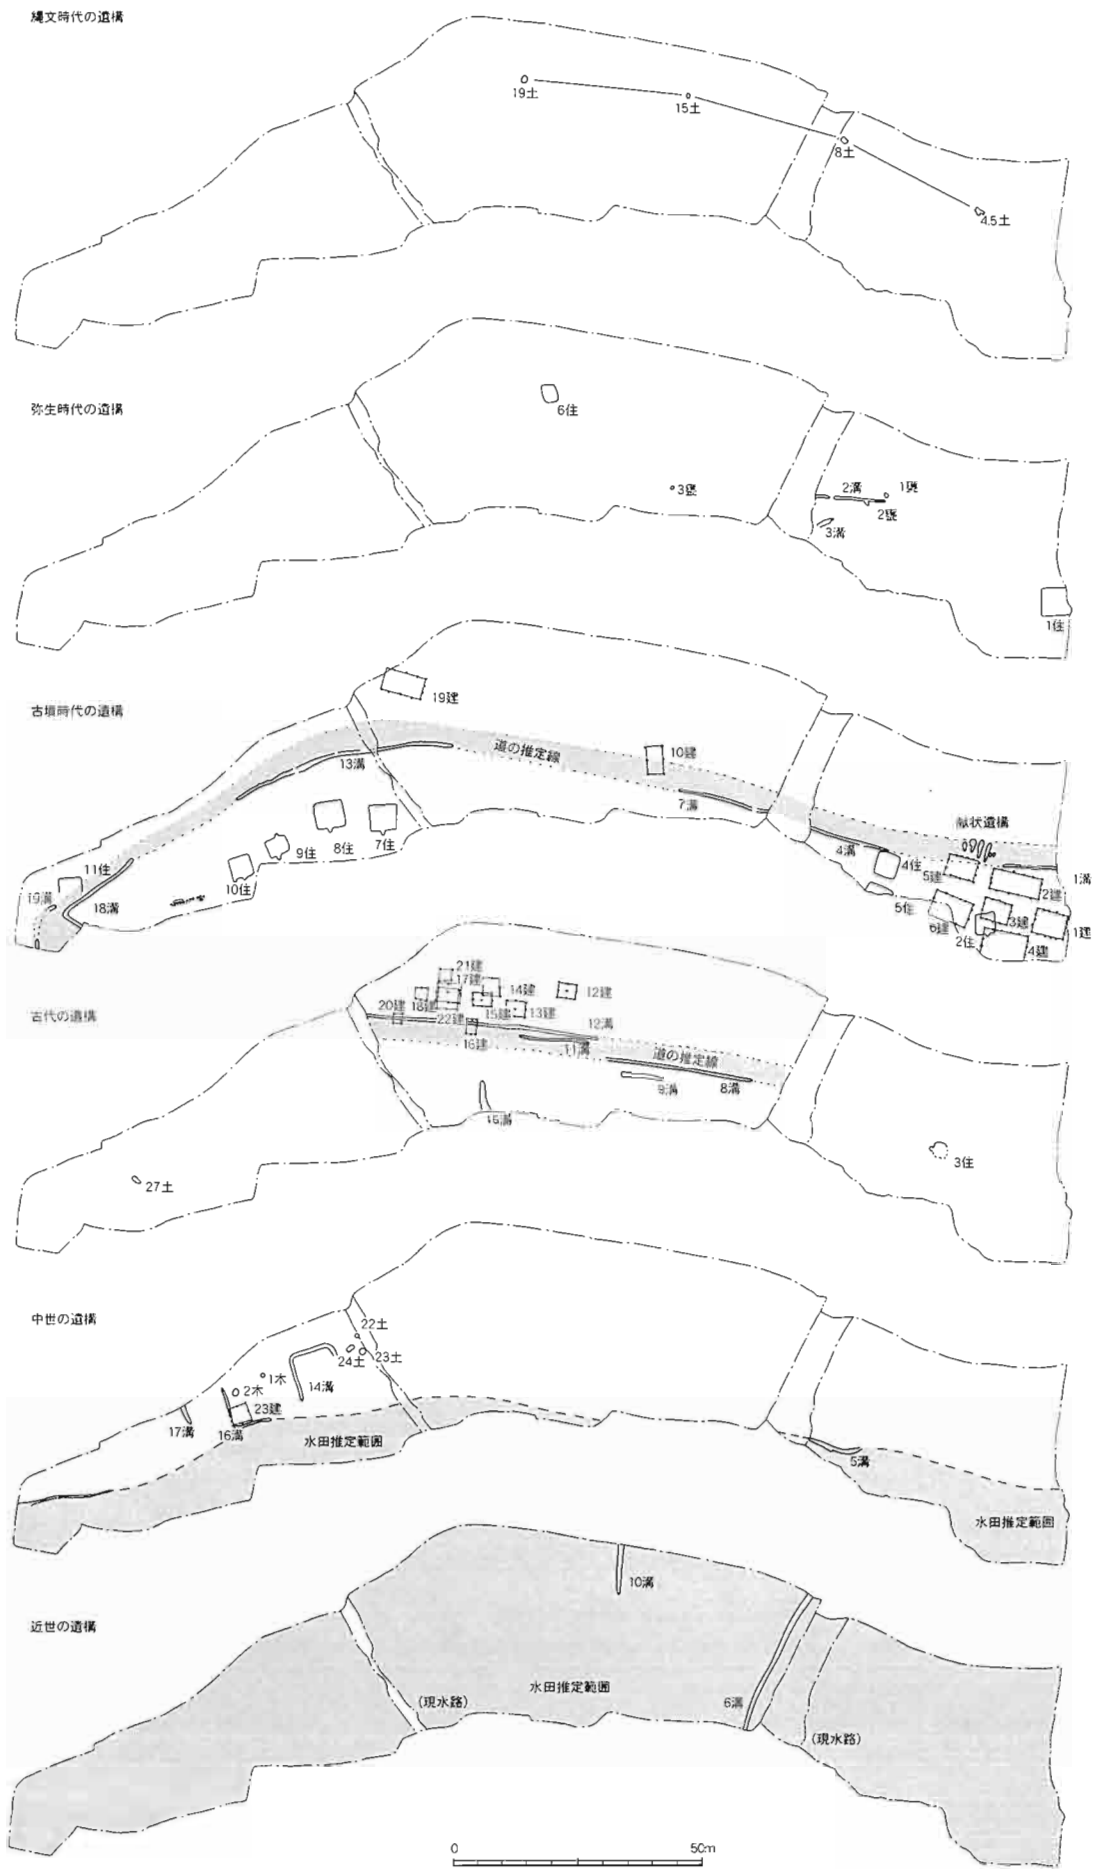 縄文時代の遺構
19土
15土
8土
4.5土
弥生時代の遺構
6住
3甕
2溝
1甕
2甕
3溝
1住
古墳時代の遺構
19建
道の推定線
10建
13溝
7溝
畝状遺構
9住
8住
7住
4溝
4住
5建
1溝
11住
10住
2建
19溝
18溝
5住
6建
2住
3建
1建
4建
古代の遺構
21建
17建
14建
12建
20建
18建
22建
15建
13建
12溝
16建
11溝
道の推定線
9溝
8溝
16溝
3住
27土
中世の遺構
22土
24土
23土
1木
2木
14溝
23建
17溝
16溝
水田推定範囲
5溝
水田推定範囲
近世の遺構
10溝
水田推定範囲
(現水路)
6溝
(現水路)
0
50m